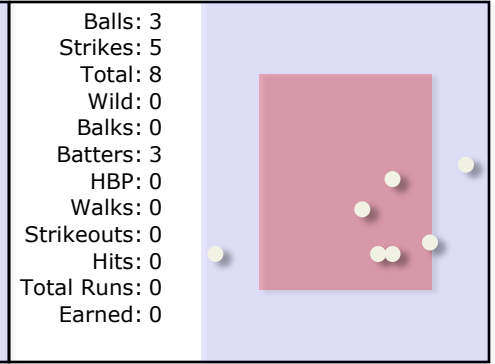 Balls: 3
Strikes: 5
Total: 8
Wild: 0
Balks: 0
Batters: 3
HBP: 0
Walks: 0
Strikeouts: 0
Hits: 0
Total Runs: 0
Earned: 0